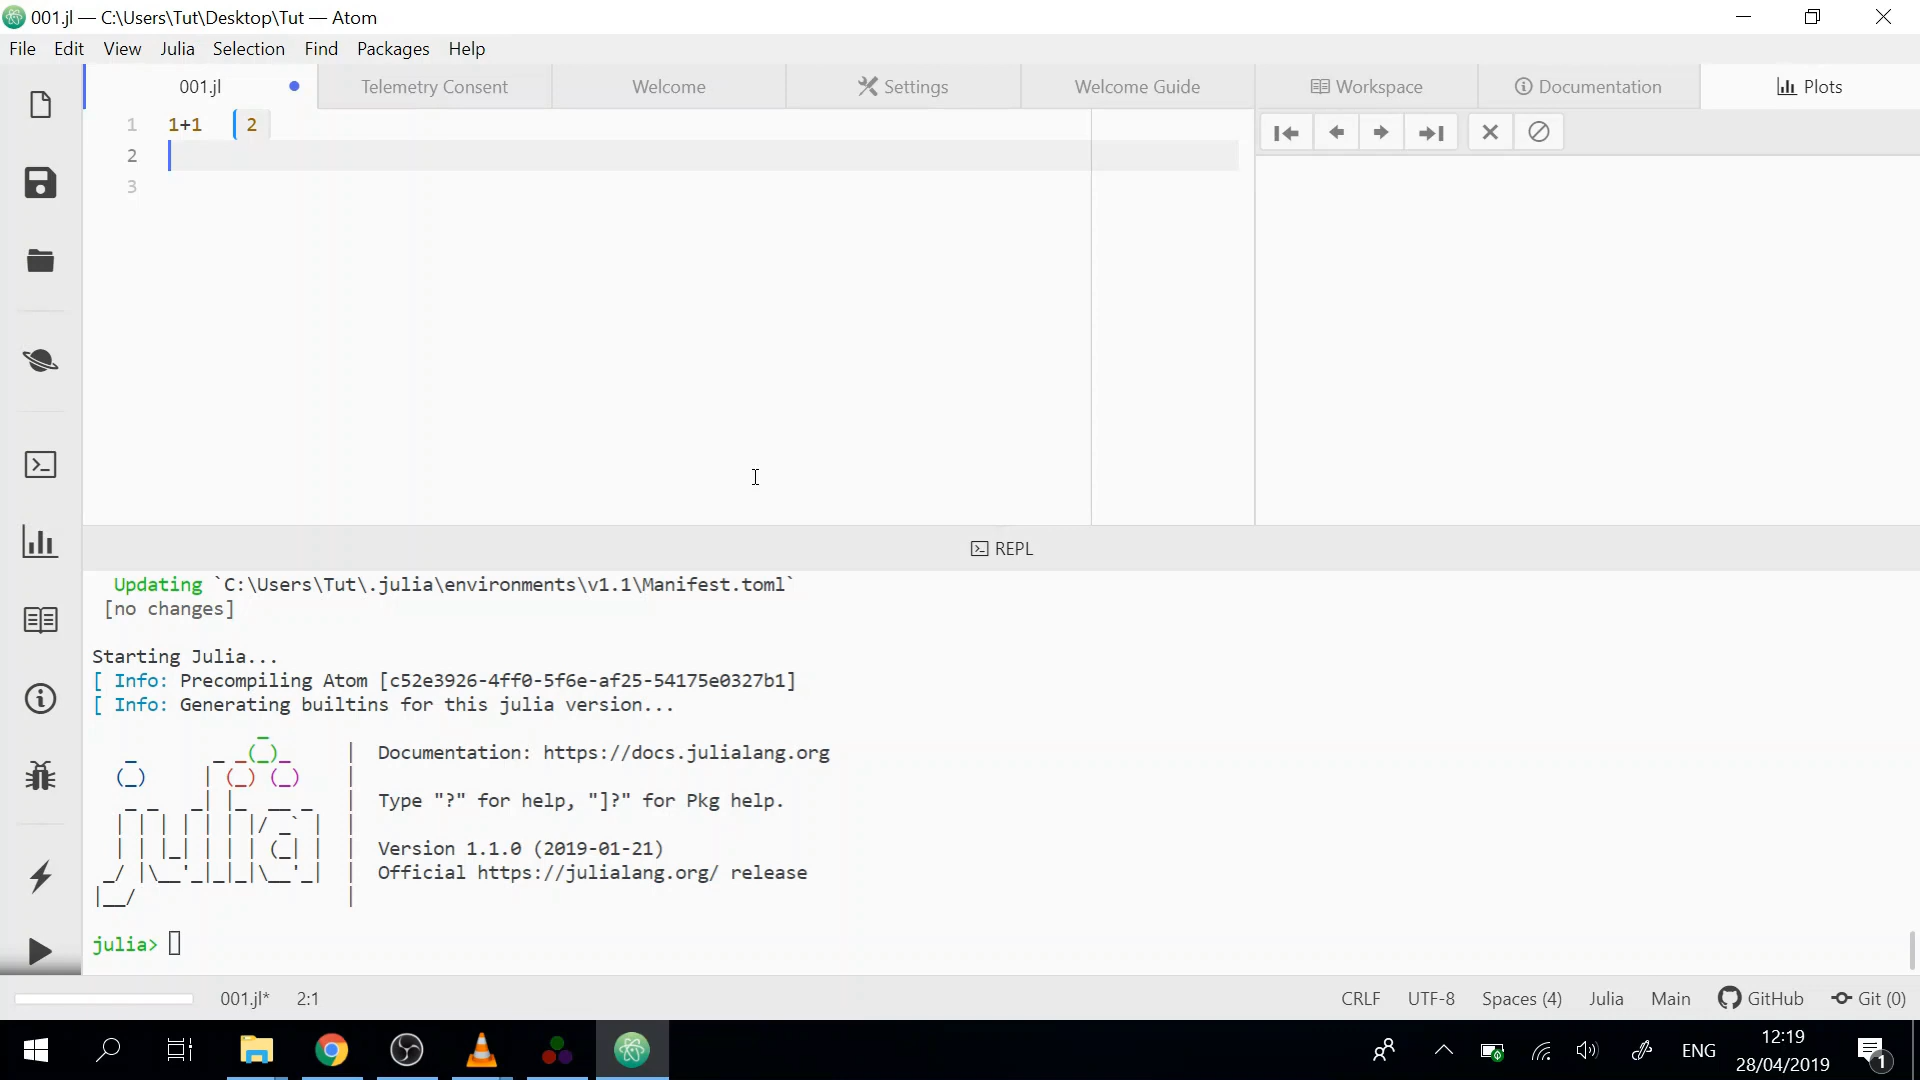 001.jl — C:\Users\Tut\Desktop\Tut — Atom
File Edit View Julia Selection Find Packages Help
001.jl Telemetry Consent Welcome Settings Welcome Guide Workspace Documentation Plots
1 1+1 2
2
3
REPL
Updating `C:\Users\Tut\.julia\environments\v1.1\Manifest.toml`
[no changes]
Starting Julia...
[ Info: Precompiling Atom [c52e3926-4ff0-5f6e-af25-54175e0327b1]
[ Info: Generating builtins for this julia version...
               _
   _       _ _(_)_     |  Documentation: https://docs.julialang.org
  (_)     | (_) (_)    |
   _ _   _| |_  __ _   |  Type "?" for help, "]?" for Pkg help.
  | | | | | | |/ _` |  |
  | | |_| | | | (_| |  |  Version 1.1.0 (2019-01-21)
 _/ |\__'_|_|_|\__'_|  |  Official https://julialang.org/ release
|__/                   |
julia>
001.jl* 2:1 CRLF UTF-8 Spaces (4) Julia Main GitHub Git (0)
ENG 12:19 1
28/04/2019